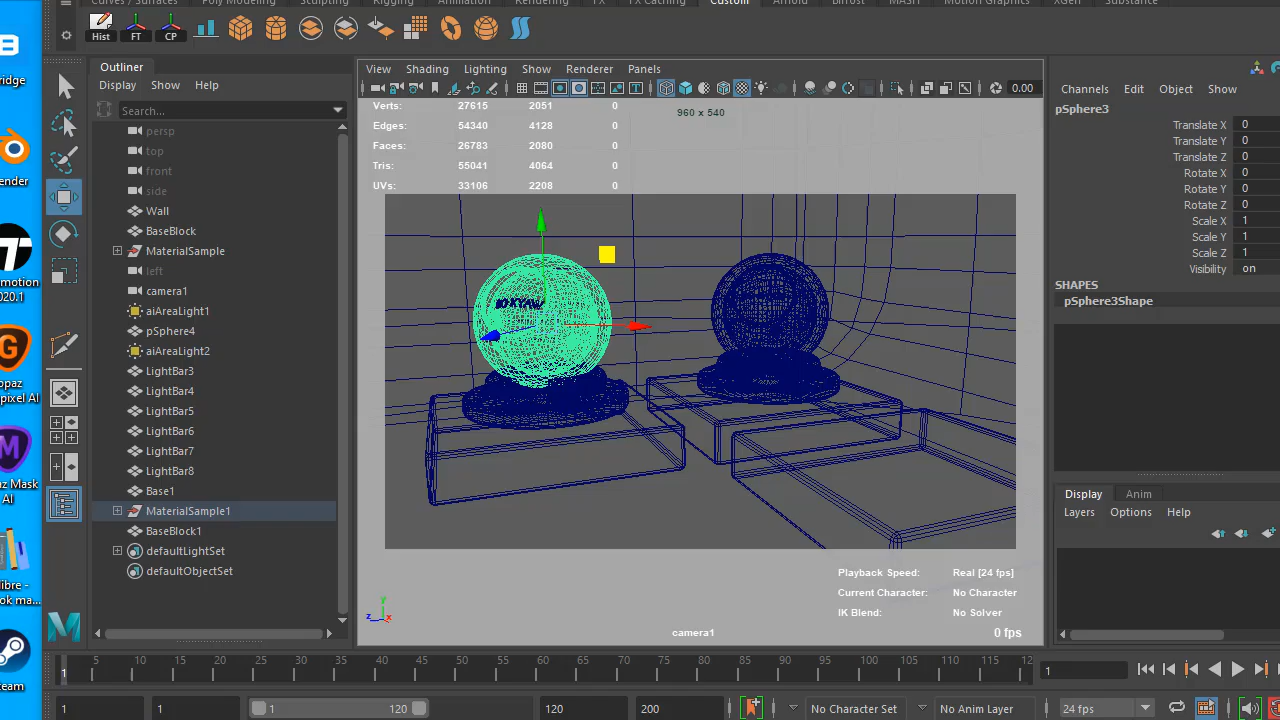 Curves / Surfaces Poly Modeling Sculpting Rigging Animation Rendering FX FX Caching Custom Arnold Bifrost MASH Motion Graphics XGen Substance
Hist FT CP
Outliner
Display Show Help
Search...
persp
top
front
side
Wall
BaseBlock
MaterialSample
left
camera1
aiAreaLight1
pSphere4
aiAreaLight2
LightBar3
LightBar4
LightBar5
LightBar6
LightBar7
LightBar8
Base1
MaterialSample1
BaseBlock1
defaultLightSet
defaultObjectSet
View Shading Lighting Show Renderer Panels
0.00
Verts: 27615 2051 0
Edges: 54340 4128 0
Faces: 26783 2080 0
Tris: 55041 4064 0
UVs: 33106 2208 0
960 x 540
Playback Speed: Real [24 fps]
Current Character: No Character
IK Blend: No Solver
camera1
0 fps
y
z x
Channels Edit Object Show
pSphere3
Translate X 0
Translate Y 0
Translate Z 0
Rotate X 0
Rotate Y 0
Rotate Z 0
Scale X 1
Scale Y 1
Scale Z 1
Visibility on
SHAPES
pSphere3Shape
Display Anim
Layers Options Help
1 5 10 15 20 25 30 35 40 45 50 55 60 65 70 75 80 85 90 95 100 105 110 115 12
1
1 1 1 120 120 200 No Character Set No Anim Layer 24 fps
ridge
ender
motion
020.1
opaz
pixel AI
az Mask
AI
libre -
ok ma...
team